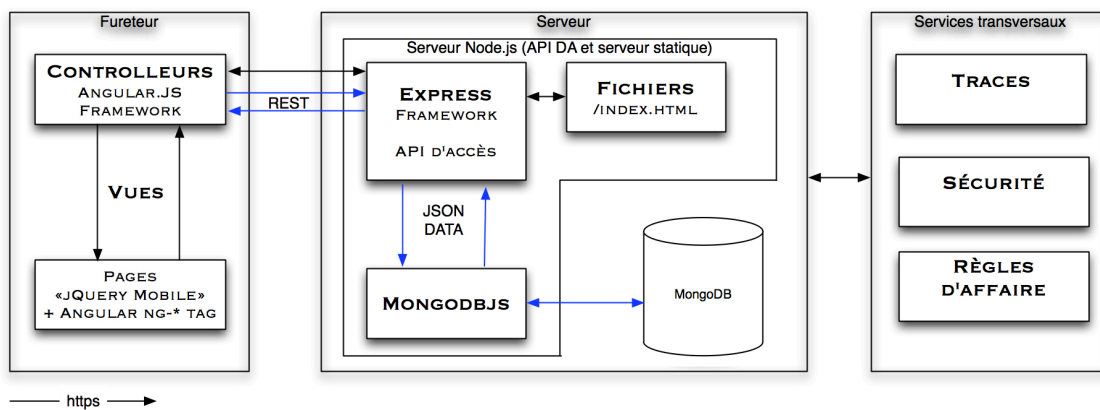 Fureteur
Serveur
Services transversaux
Serveur Node.js (API DA et serveur statique)
CONTROLLEURS
ANGULAR.JS
FRAMEWORK
REST
EXPRESS
FRAMEWORK
API D'ACCÈS
FICHIERS
/INDEX.HTML
TRACES
VUES
SÉCURITÉ
JSON
DATA
PAGES
«JQUERY MOBILE»
+ ANGULAR NG-* TAG
MONGODBJS
MongoDB
RÈGLES
D'AFFAIRE
https